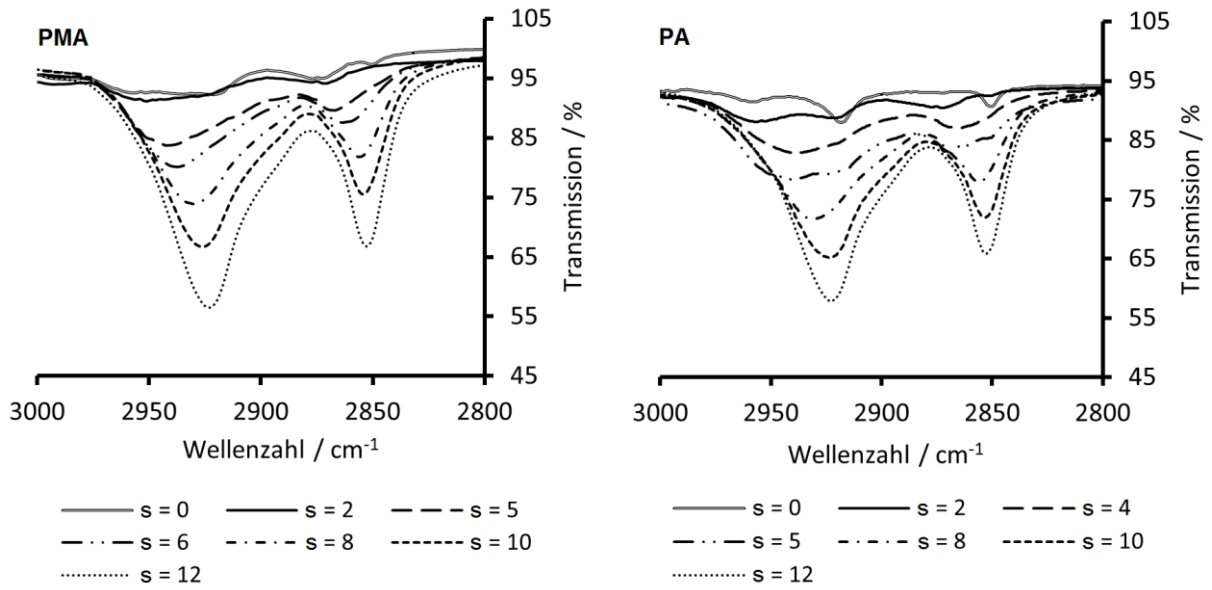 PMA
105
95
85
75
65
55
45
Transmission / %
3000 2950 2900 2850 2800
Wellenzahl / cm⁻¹
s = 0 s = 2 s = 5
s = 6 s = 8 s = 10
s = 12
PA
105
95
85
75
65
55
45
Transmission / %
3000 2950 2900 2850 2800
Wellenzahl / cm⁻¹
s = 0 s = 2 s = 4
s = 5 s = 8 s = 10
s = 12